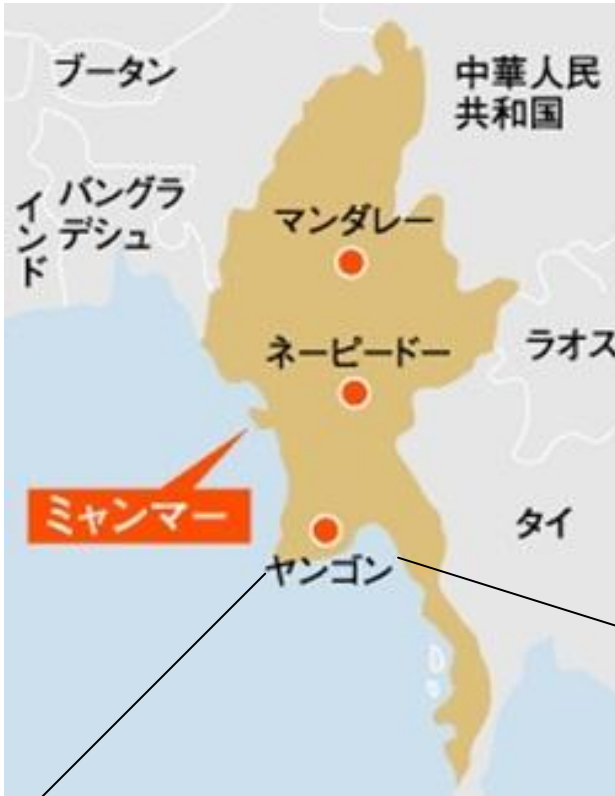 ブータン
中華人民
共和国
インド
バングラ
デシュ
マンダレー
ネーピードー
ラオス
ミャンマー
タイ
ヤンゴン